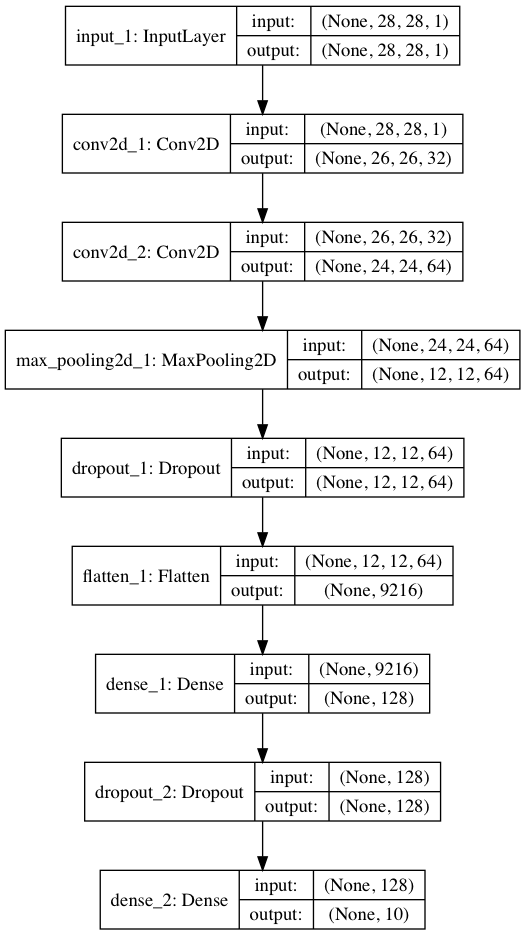 input_1: InputLayer
input:
(None, 28, 28, 1)
output:
(None, 28, 28, 1)
conv2d_1: Conv2D
input:
(None, 28, 28, 1)
output:
(None, 26, 26, 32)
conv2d_2: Conv2D
input:
(None, 26, 26, 32)
output:
(None, 24, 24, 64)
max_pooling2d_1: MaxPooling2D
input:
(None, 24, 24, 64)
output:
(None, 12, 12, 64)
dropout_1: Dropout
input:
(None, 12, 12, 64)
output:
(None, 12, 12, 64)
flatten_1: Flatten
input:
(None, 12, 12, 64)
output:
(None, 9216)
dense_1: Dense
input:
(None, 9216)
output:
(None, 128)
dropout_2: Dropout
input:
(None, 128)
output:
(None, 128)
dense_2: Dense
input:
(None, 128)
output:
(None, 10)